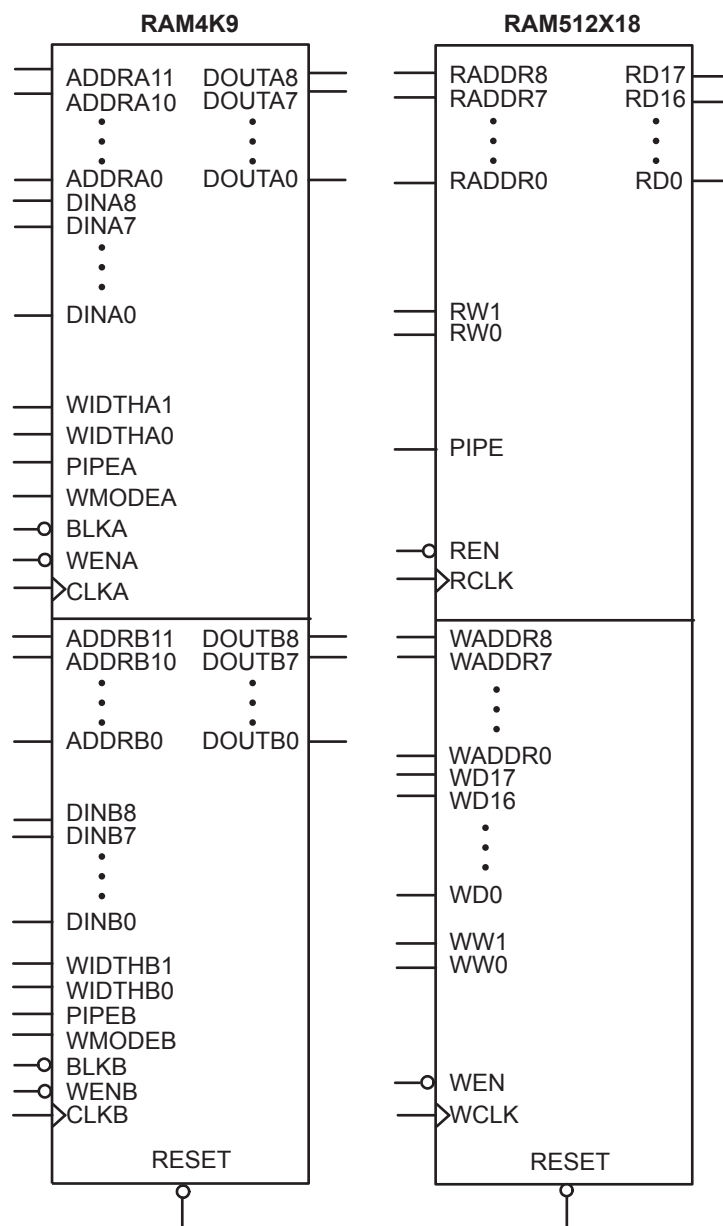 RAM4K9
ADDRA11 DOUTA8
ADDRA10 DOUTA7
ADDRA0 DOUTA0
DINA8
DINA7
DINA0
WIDTHA1
WIDTHA0
PIPEA
WMODEA
BLKA
WENA
CLKA
ADDRB11 DOUTB8
ADDRB10 DOUTB7
ADDRB0 DOUTB0
DINB8
DINB7
DINB0
WIDTHB1
WIDTHB0
PIPEB
WMODEB
BLKB
WENB
CLKB
RESET
RAM512X18
RADDR8 RD17
RADDR7 RD16
RADDR0 RD0
RW1
RW0
PIPE
REN
RCLK
WADDR8
WADDR7
WADDR0
WD17
WD16
WD0
WW1
WW0
WEN
WCLK
RESET